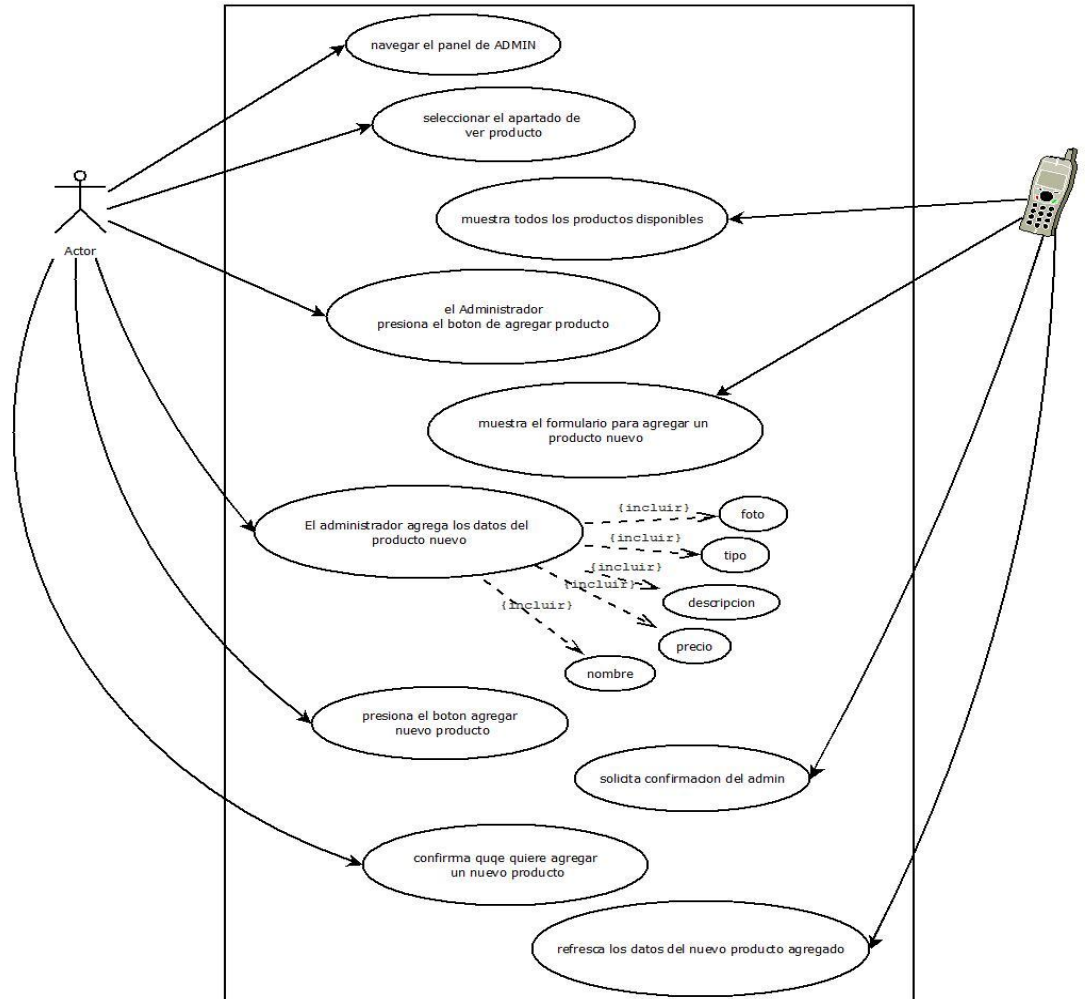 navegar el panel de ADMIN
seleccionar el apartado de
ver producto
muestra todos los productos disponibles
Actor
el Administrador
presiona el boton de agregar producto
muestra el formulario para agregar un
producto nuevo
El administrador agrega los datos del
producto nuevo
{incluir}
foto
{incluir}
tipo
{incluir}
descripcion
{incluir}
precio
{incluir}
nombre
presiona el boton agregar
nuevo producto
solicita confirmacion del admin
confirma quqe quiere agregar
un nuevo producto
refresca los datos del nuevo producto agregado